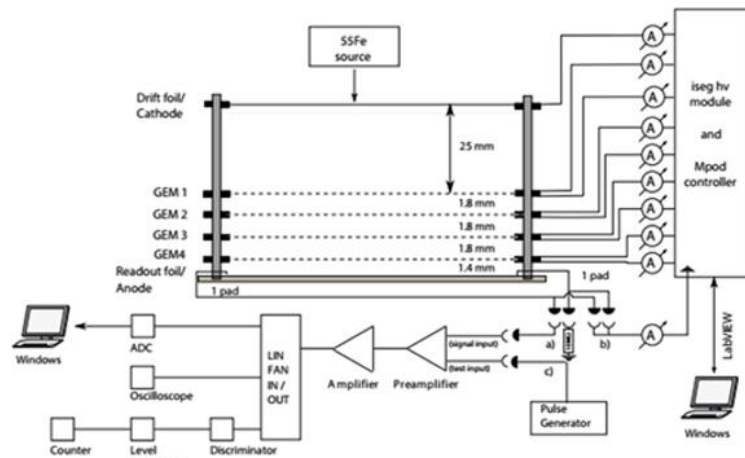 SSFe
source
Drift foil/
Cathode
25 mm
GEM 1
1.8 mm
GEM 2
1.8 mm
GEM 3
1.8 mm
GEM4
1.4 mm
Readout foil/
Anode
1 pad
1 pad
A
A
A
A
A
A
A
A
A
A
iseg hv
module
and
Mpod
controller
LabVIEW
Windows
a)
b)
c)
(signal input)
(test input)
Pulse
Generator
Preamplifier
Amplifier
LIN
FAN
IN /
OUT
ADC
Windows
Oscilloscope
Counter
Level
Discriminator